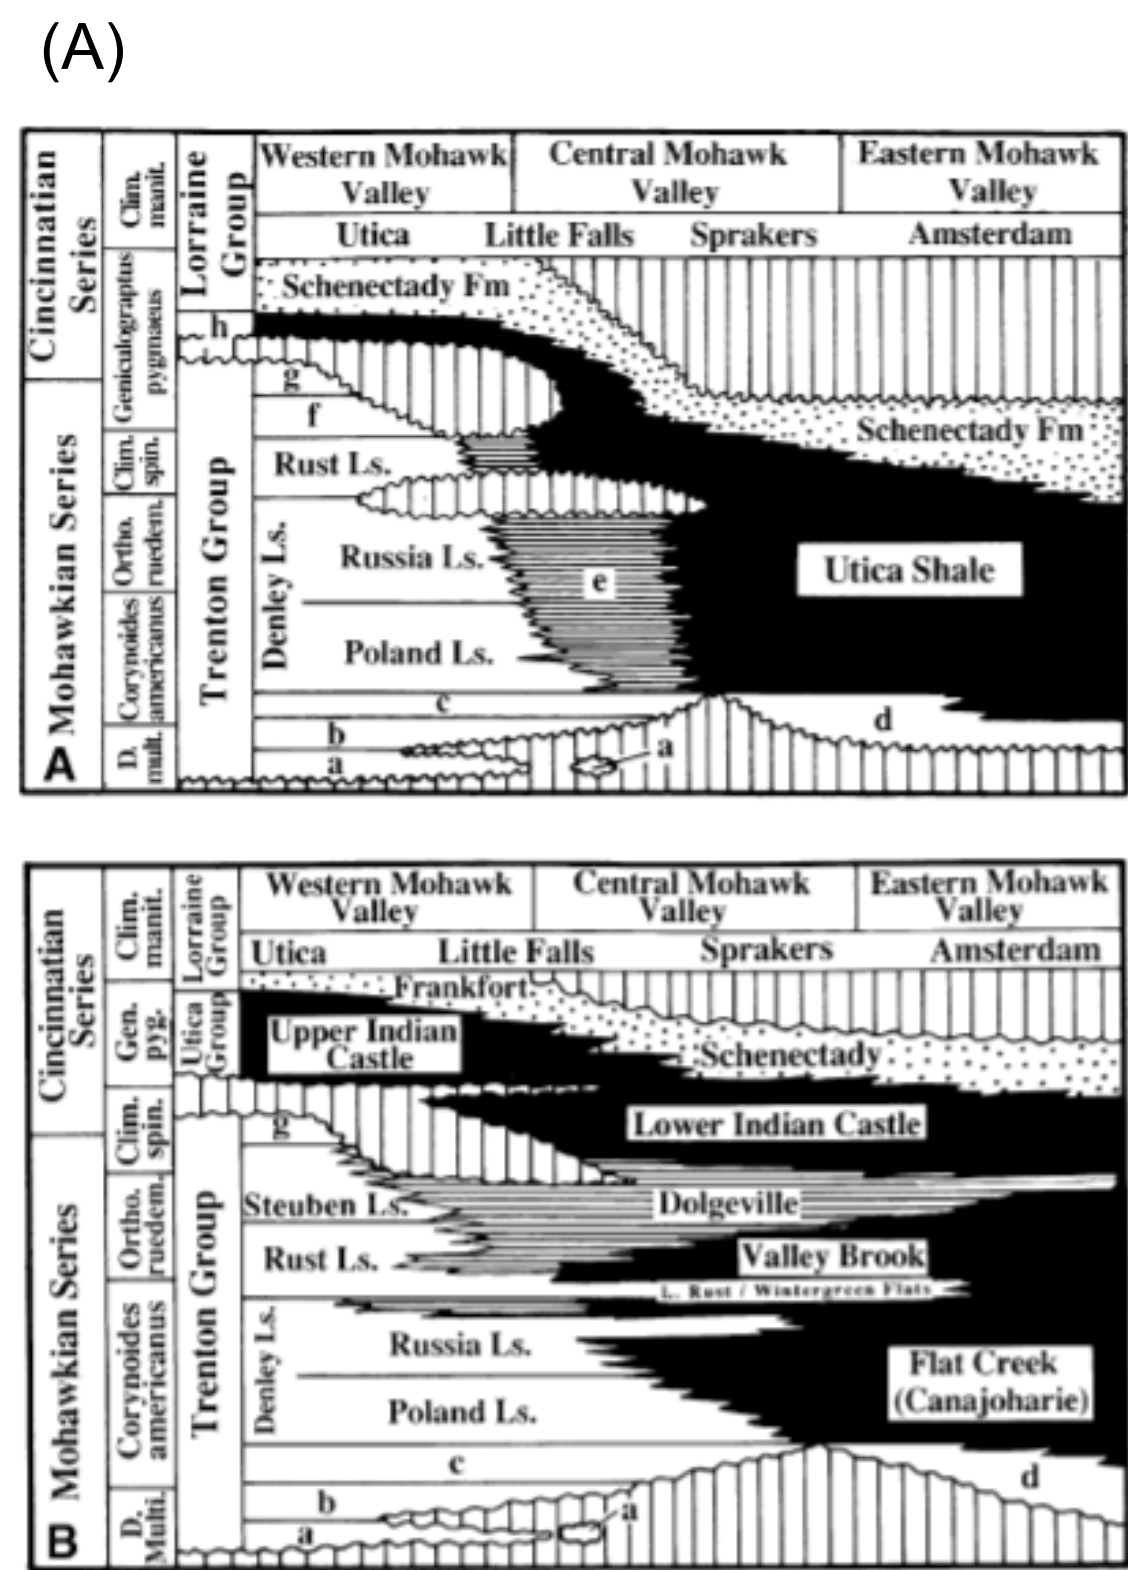 (A)
Cincinnatian
Series
Mohawkian Series
A
Clim.
manit.
Geniculograptus
pygmaeus
Clim.
spin.
Ortho.
ruedem.
Corynoides
americanus
D.
mult.
Lorraine
Group
h
Trenton Group
Western Mohawk
Valley
Central Mohawk
Valley
Eastern Mohawk
Valley
Utica
Little Falls
Sprakers
Amsterdam
Schenectady Fm
g
f
Schenectady Fm
Rust Ls.
Denley Ls.
Russia Ls.
e
Utica Shale
Poland Ls.
c
d
b
a
a
Cincinnatian
Series
Mohawkian Series
B
Clim.
manit.
Gen.
pyg.
Clim.
spin.
Ortho.
ruedem.
Corynoides
americanus
D.
Multi.
Lorraine
Group
Utica
Group
Trenton Group
Western Mohawk
Valley
Central Mohawk
Valley
Eastern Mohawk
Valley
Utica
Little Falls
Sprakers
Amsterdam
Frankfort
Upper Indian
Castle
Schenectady
Lower Indian Castle
g
Steuben Ls.
Dolgeville
Rust Ls.
Valley Brook
L. Rust / Wintergreen Flats
Denley Ls.
Russia Ls.
Flat Creek
(Canajoharie)
Poland Ls.
c
d
b
a
a